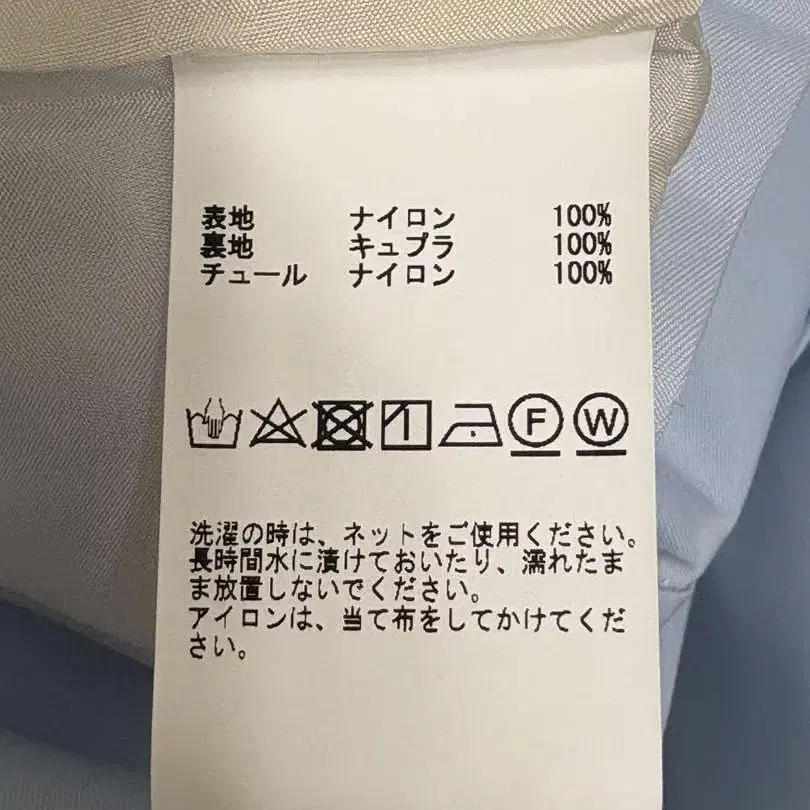 表地 ナイロン 100%
裏地 キュプラ 100%
チュール ナイロン 100%
F W
洗濯の時は、ネットをご使用ください。
長時間水に漬けておいたり、濡れたま
ま放置しないでください。
アイロンは、当て布をしてかけてくだ
さい。